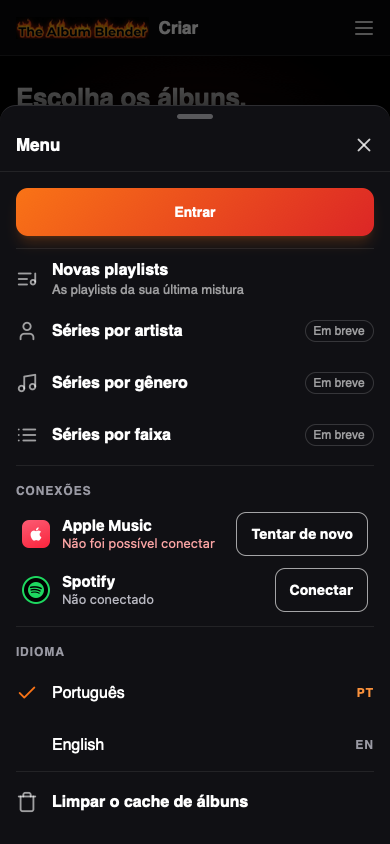 The Album Blender Criar
Escolha os álbuns.
Menu
Entrar
Novas playlists
As playlists da sua última mistura
Séries por artista Em breve
Séries por gênero Em breve
Séries por faixa Em breve
CONEXÕES
Apple Music
Não foi possível conectar
Tentar de novo
Spotify
Não conectado
Conectar
IDIOMA
Português PT
English EN
Limpar o cache de álbuns